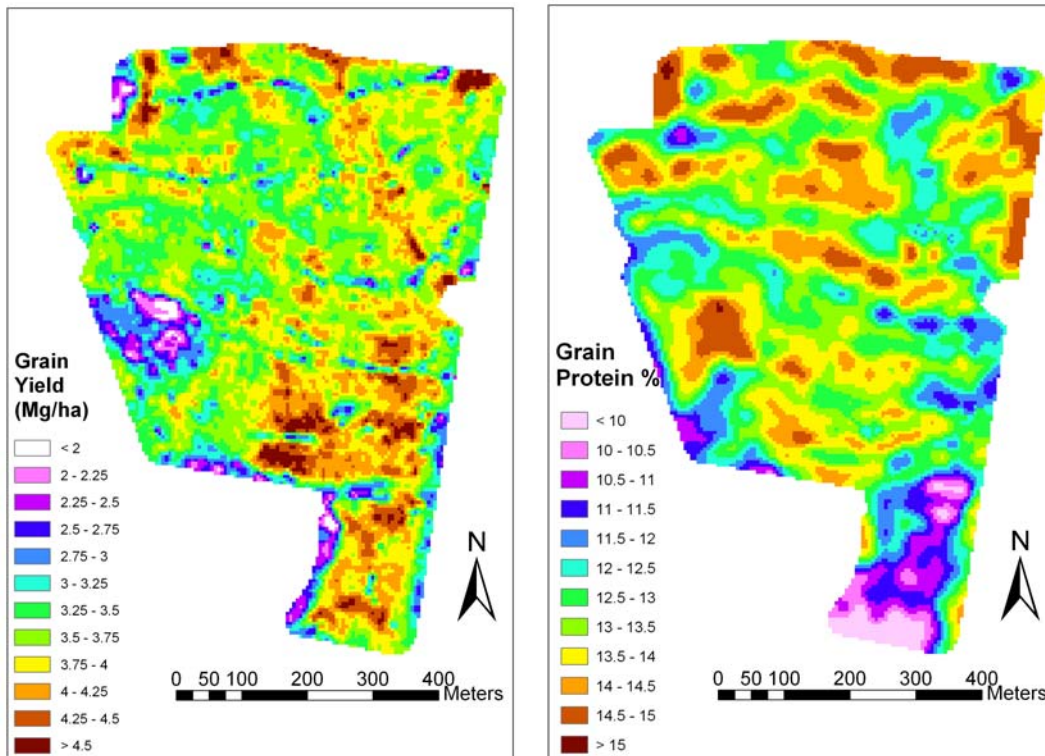 Grain
Yield
(Mg/ha)
< 2
2 - 2.25
2.25 - 2.5
2.5 - 2.75
2.75 - 3
3 - 3.25
3.25 - 3.5
3.5 - 3.75
3.75 - 4
4 - 4.25
4.25 - 4.5
> 4.5
N
0 100 200 300 400
Meters
Grain
Protein %
< 10
10 - 10.5
10.5 - 11
11 - 11.5
11.5 - 12
12 - 12.5
12.5 - 13
13 - 13.5
13.5 - 14
14 - 14.5
14.5 - 15
> 15
N
0 100 200 300 400
Meters